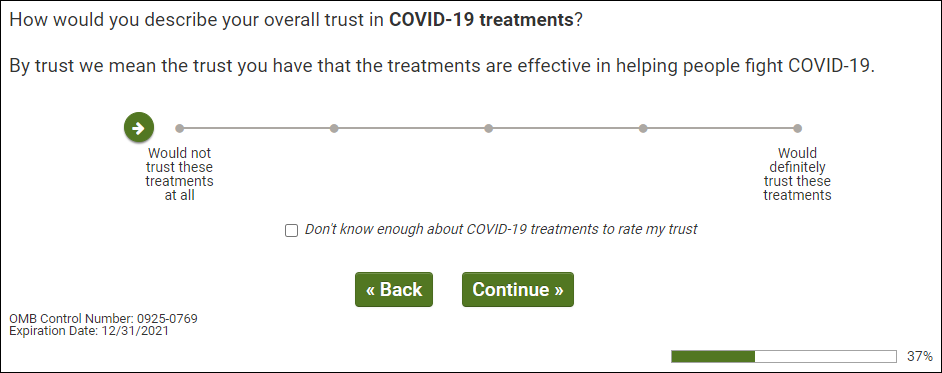 How would you describe your overall trust in COVID-19 treatments?
By trust we mean the trust you have that the treatments are effective in helping people fight COVID-19.
Would not
trust these
treatments
at all
Would
definitely
trust these
treatments
Don't know enough about COVID-19 treatments to rate my trust
« Back
Continue »
OMB Control Number: 0925-0769
Expiration Date: 12/31/2021
37%